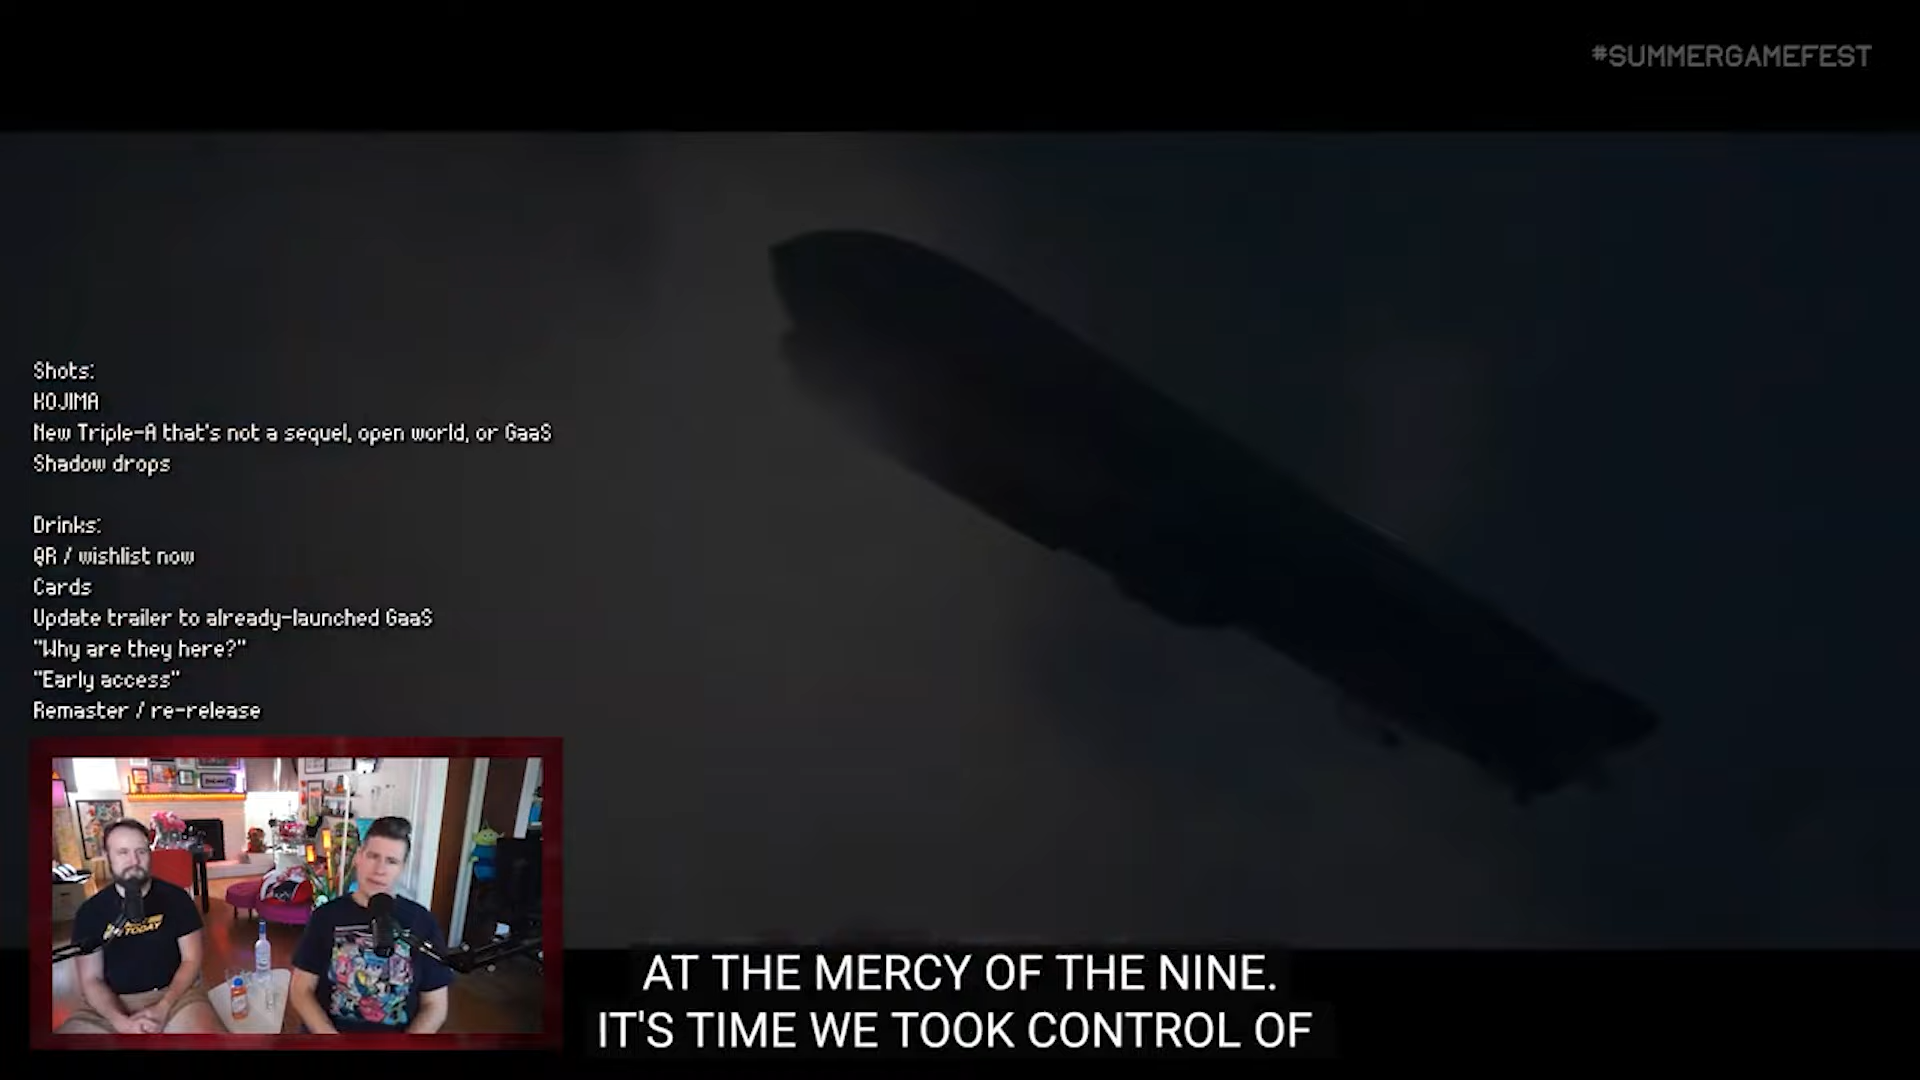 #SUMMERGAMEFEST
Shots:
KOJIMA
New Triple-A that's not a sequel, open world, or GaaS
Shadow drops
Drinks:
QR / wishlist now
Cards
Update trailer to already-launched GaaS
"Why are they here?"
"Early access"
Remaster / re-release
TODAY
AT THE MERCY OF THE NINE.
IT'S TIME WE TOOK CONTROL OF